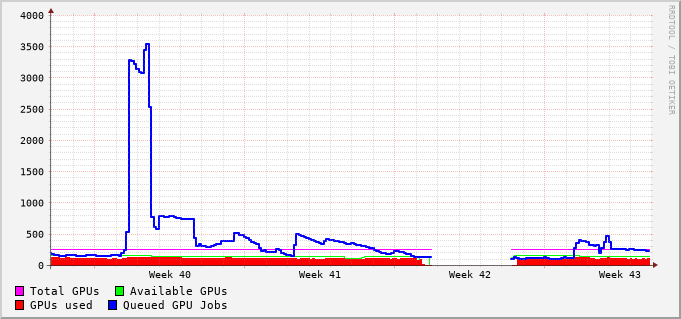 4000
3500
3000
2500
2000
1500
1000
500
0
Week 40 Week 41 Week 42 Week 43
Total GPUs Available GPUs
GPUs used Queued GPU Jobs
RRDTOOL / TOBI OETIKER